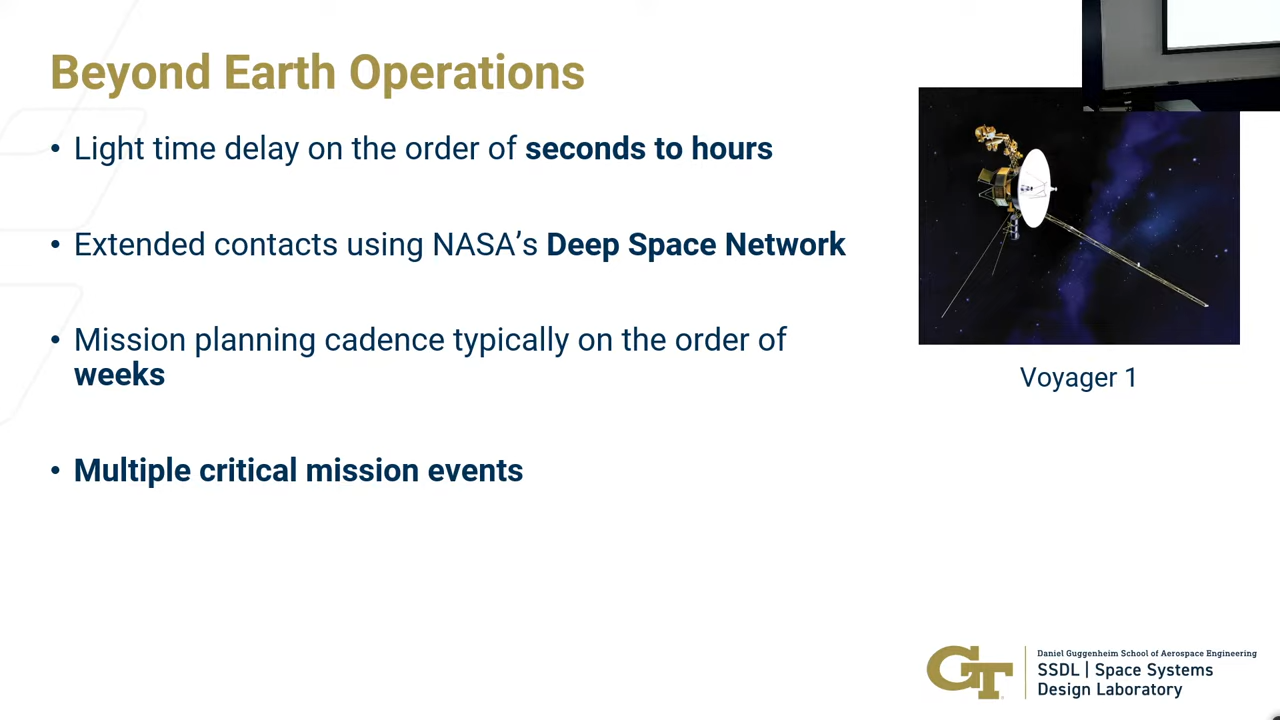 Beyond Earth Operations
• Light time delay on the order of seconds to hours
• Extended contacts using NASA’s Deep Space Network
• Mission planning cadence typically on the order of
weeks
• Multiple critical mission events
Voyager 1
GT
Daniel Guggenheim School of Aerospace Engineering
SSDL | Space Systems
Design Laboratory